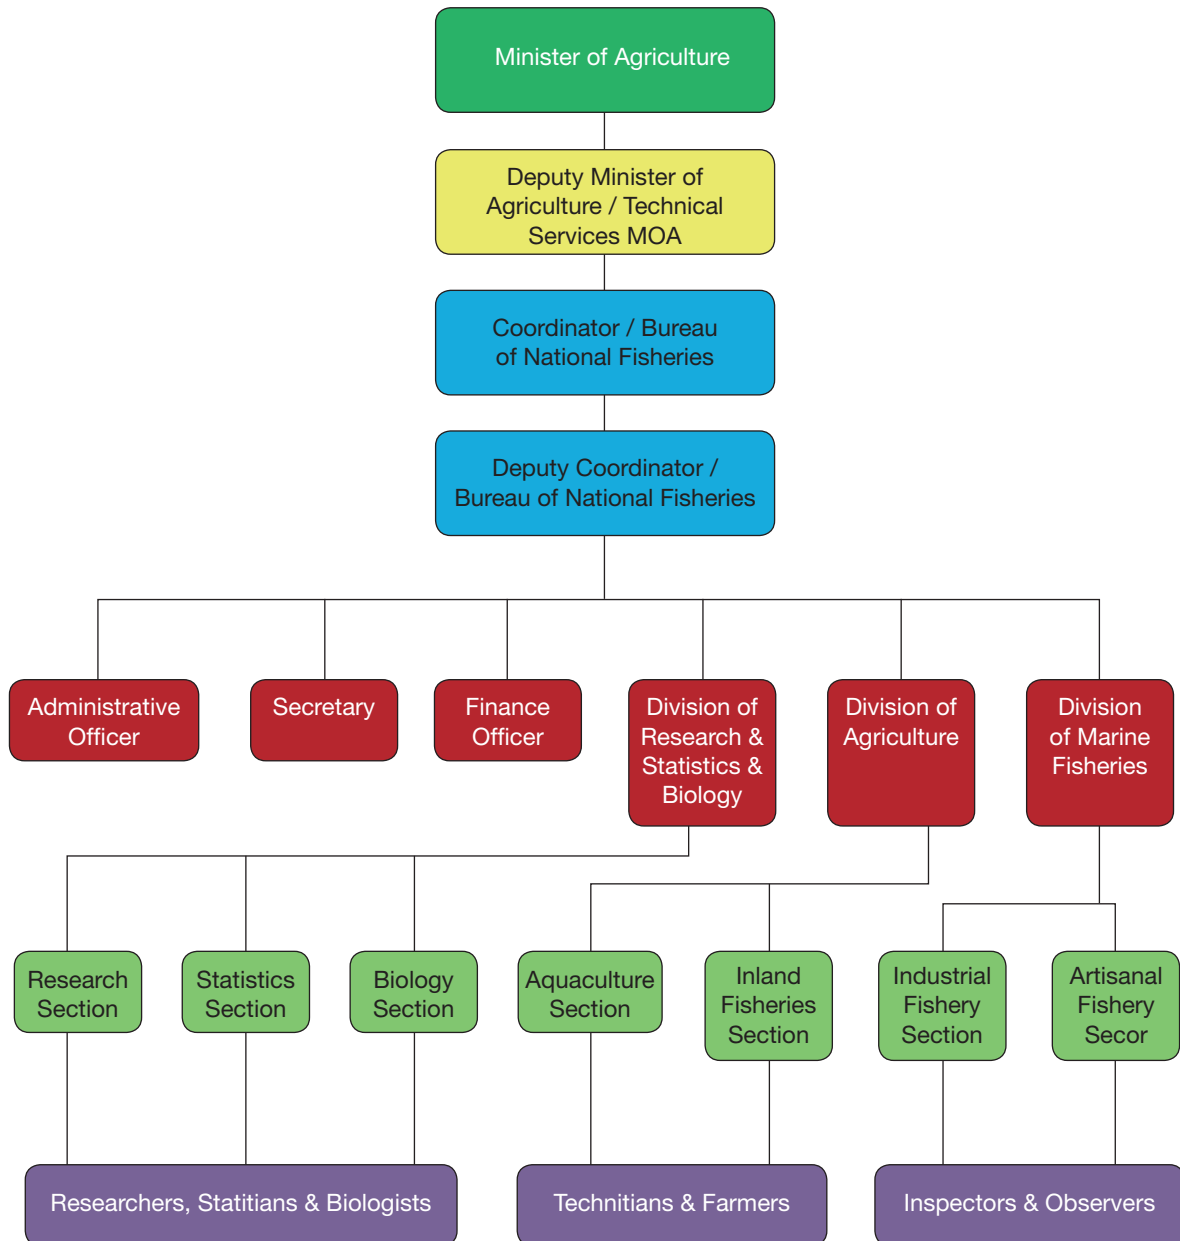 Minister of Agriculture
Deputy Minister of
Agriculture / Technical
Services MOA
Coordinator / Bureau
of National Fisheries
Deputy Coordinator /
Bureau of National Fisheries
Administrative
Officer
Secretary
Finance
Officer
Division of
Research &
Statistics &
Biology
Division of
Agriculture
Division
of Marine
Fisheries
Research
Section
Statistics
Section
Biology
Section
Aquaculture
Section
Inland
Fisheries
Section
Industrial
Fishery
Section
Artisanal
Fishery
Secor
Researchers, Statitians & Biologists
Technitians & Farmers
Inspectors & Observers